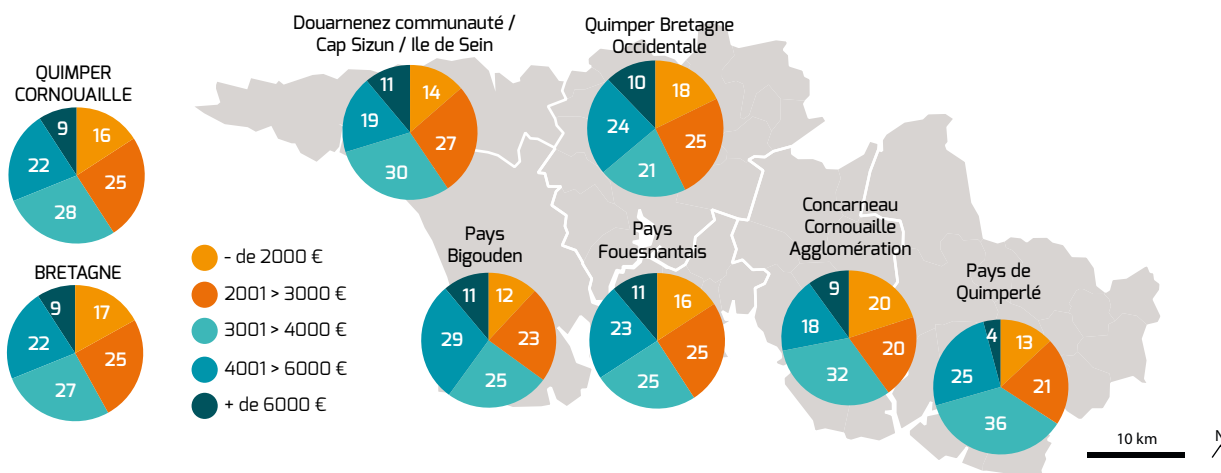 Douarnenez communauté /
Cap Sizun / Ile de Sein
11
14
19
27
30
Quimper Bretagne
Occidentale
10
18
24
25
21
QUIMPER
CORNOUAILLE
9
16
22
25
28
BRETAGNE
9
17
22
25
27
- de 2000 €
2001 > 3000 €
3001 > 4000 €
4001 > 6000 €
+ de 6000 €
Pays
Bigouden
11
12
29
23
25
Pays
Fouesnantais
11
16
23
25
25
Concarneau
Cornouaille
Agglomération
9
20
18
20
32
Pays de
Quimperlé
4
13
25
21
36
10 km
N